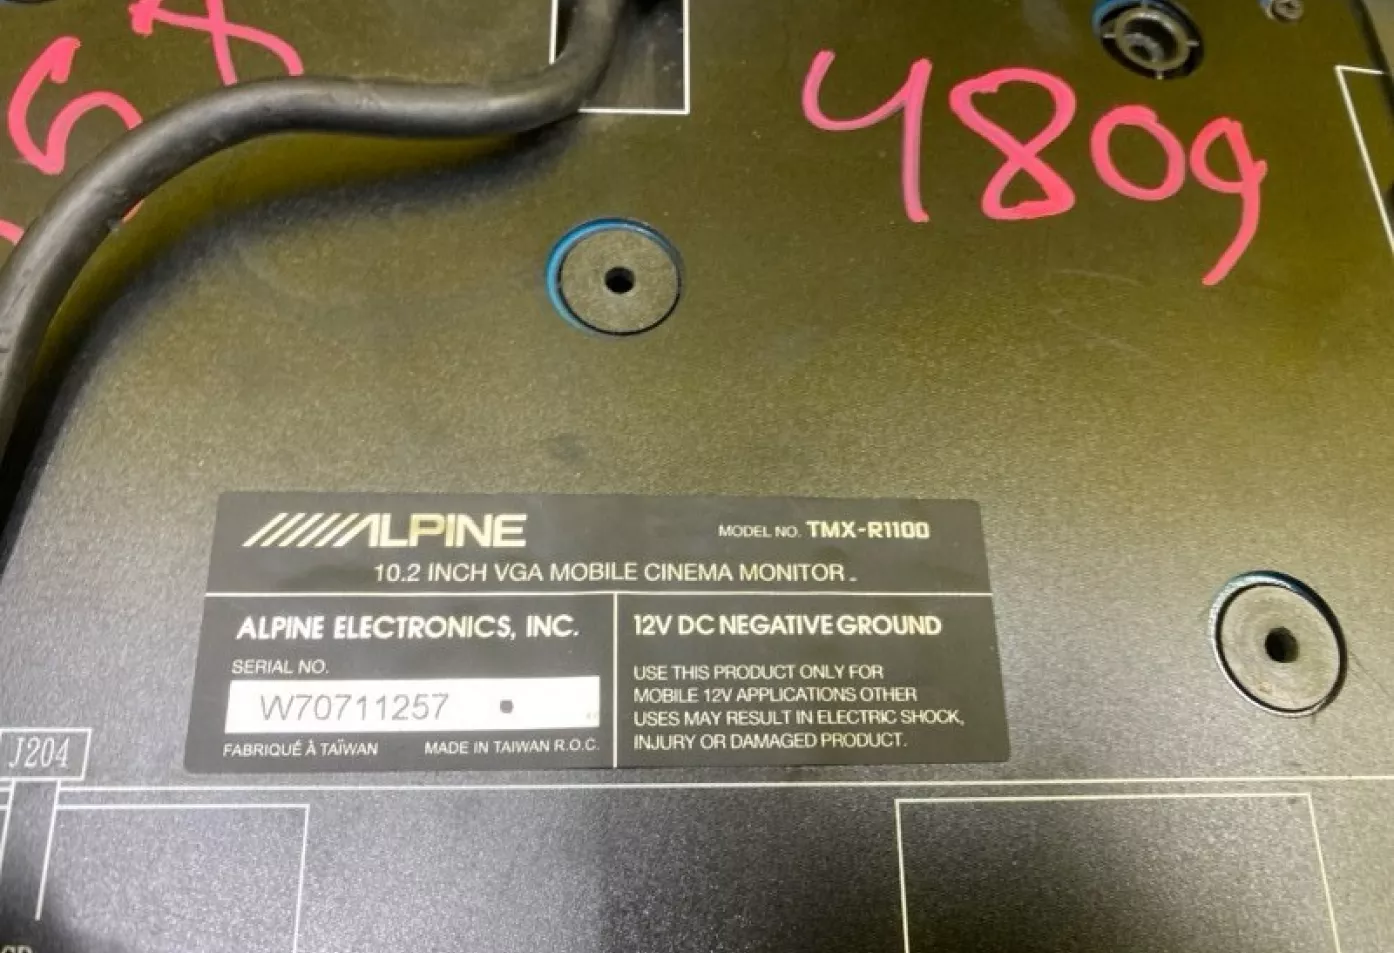 4809
ALPINE
MODEL NO. TMX-R1100
10.2 INCH VGA MOBILE CINEMA MONITOR
ALPINE ELECTRONICS, INC.
SERIAL NO.
W70711257
FABRIQUÉ À TAÏWAN
MADE IN TAIWAN R.O.C.
12V DC NEGATIVE GROUND
USE THIS PRODUCT ONLY FOR
MOBILE 12V APPLICATIONS OTHER
USES MAY RESULT IN ELECTRIC SHOCK,
INJURY OR DAMAGED PRODUCT.
J204